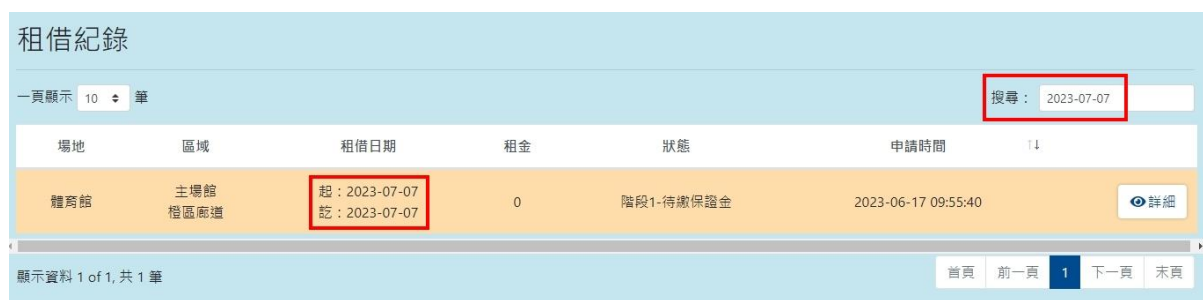 租借紀錄
一頁顯示 10 筆
搜尋： 2023-07-07
場地 區域 租借日期 租金 狀態 申請時間
體育館 主場館 起：2023-07-07 0 階段1-待繳保證金 2023-06-17 09:55:40 詳細
橙區廊道 訖：2023-07-07
顯示資料 1 of 1, 共 1 筆
首頁 前一頁 1 下一頁 末頁